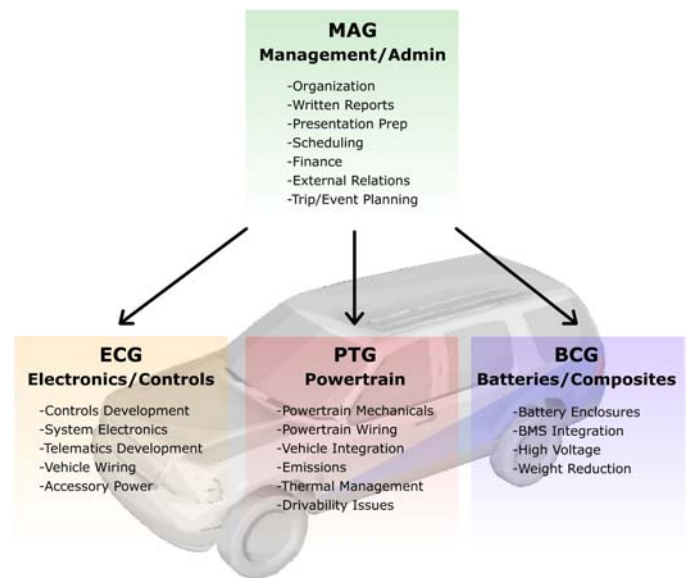 MAG
Management/Admin
-Organization
-Written Reports
-Presentation Prep
-Scheduling
-Finance
-External Relations
-Trip/Event Planning
ECG
Electronics/Controls
-Controls Development
-System Electronics
-Telematics Development
-Vehicle Wiring
-Accessory Power
PTG
Powertrain
-Powertrain Mechanicals
-Powertrain Wiring
-Vehicle Integration
-Emissions
-Thermal Management
-Drivability Issues
BCG
Batteries/Composites
-Battery Enclosures
-BMS Integration
-High Voltage
-Weight Reduction